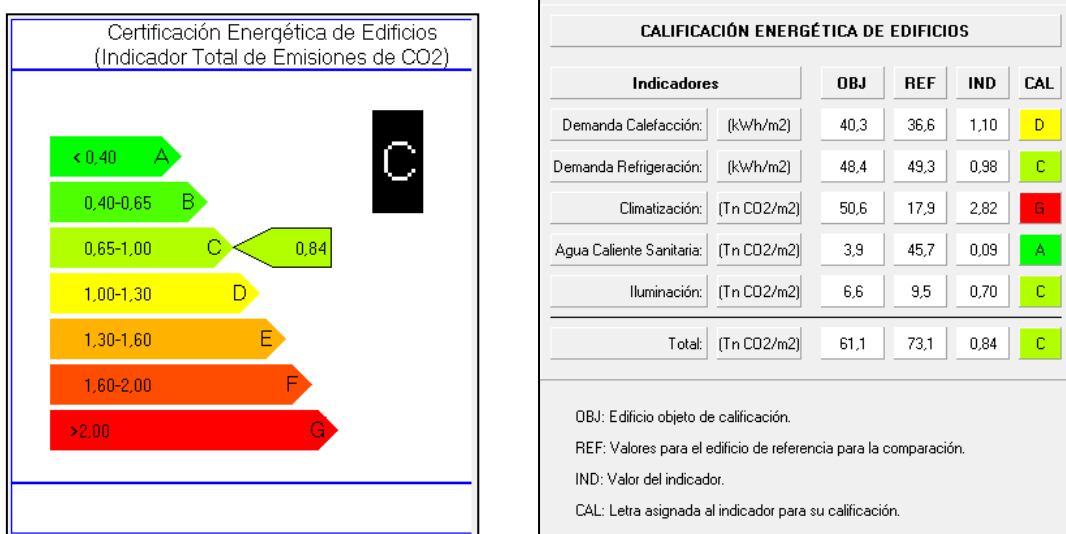 Certificación Energética de Edificios
(Indicador Total de Emisiones de CO2)
C
< 0,40 A
0,40-0,65 B
0,65-1,00 C 0,84
1,00-1,30 D
1,30-1,60 E
1,60-2,00 F
>2,00 G
CALIFICACIÓN ENERGÉTICA DE EDIFICIOS
Indicadores OBJ REF IND CAL
Demanda Calefacción: (kWh/m2) 40,3 36,6 1,10 D
Demanda Refrigeración: (kWh/m2) 48,4 49,3 0,98 C
Climatización: (Tn CO2/m2) 50,6 17,9 2,82 G
Agua Caliente Sanitaria: (Tn CO2/m2) 3,9 45,7 0,09 A
Iluminación: (Tn CO2/m2) 6,6 9,5 0,70 C
Total: (Tn CO2/m2) 61,1 73,1 0,84 C
OBJ: Edificio objeto de calificación.
REF: Valores para el edificio de referencia para la comparación.
IND: Valor del indicador.
CAL: Letra asignada al indicador para su calificación.